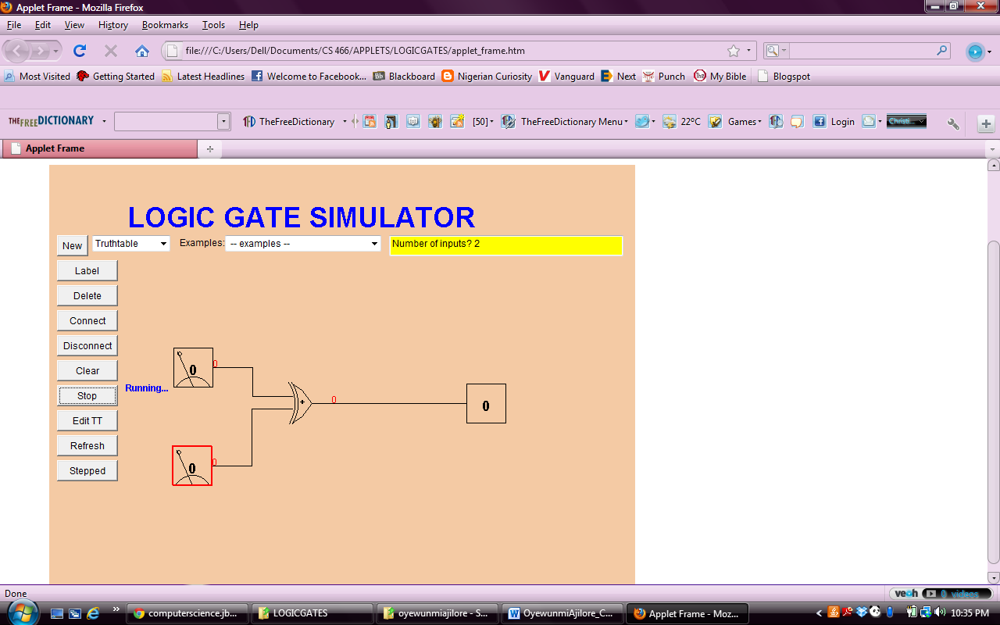 Applet Frame - Mozilla Firefox
File Edit View History Bookmarks Tools Help
file:///C:/Users/Dell/Documents/CS 466/APPLETS/LOGICGATES/applet_frame.htm
Most Visited Getting Started Latest Headlines Welcome to Facebook... Bb Blackboard Nigerian Curiosity Vanguard Next Punch My Bible Blogspot
THEFREEDICTIONARY TheFreeDictionary [50] TheFreeDictionary Menu 22°C Games Login Christi...
Applet Frame
LOGIC GATE SIMULATOR
New Truthtable Examples: -- examples -- Number of inputs? 2
Label
Delete
Connect
Disconnect
Clear
0 0
Running...
Stop
+ 0 0
Edit TT
Refresh
0 0
Stepped
Done veoh 0 videos
computerscience.jb... LOGICGATES oyewunmiajilore - S... OyewunmiAjilore_C... Applet Frame - Moz... 10:35 PM